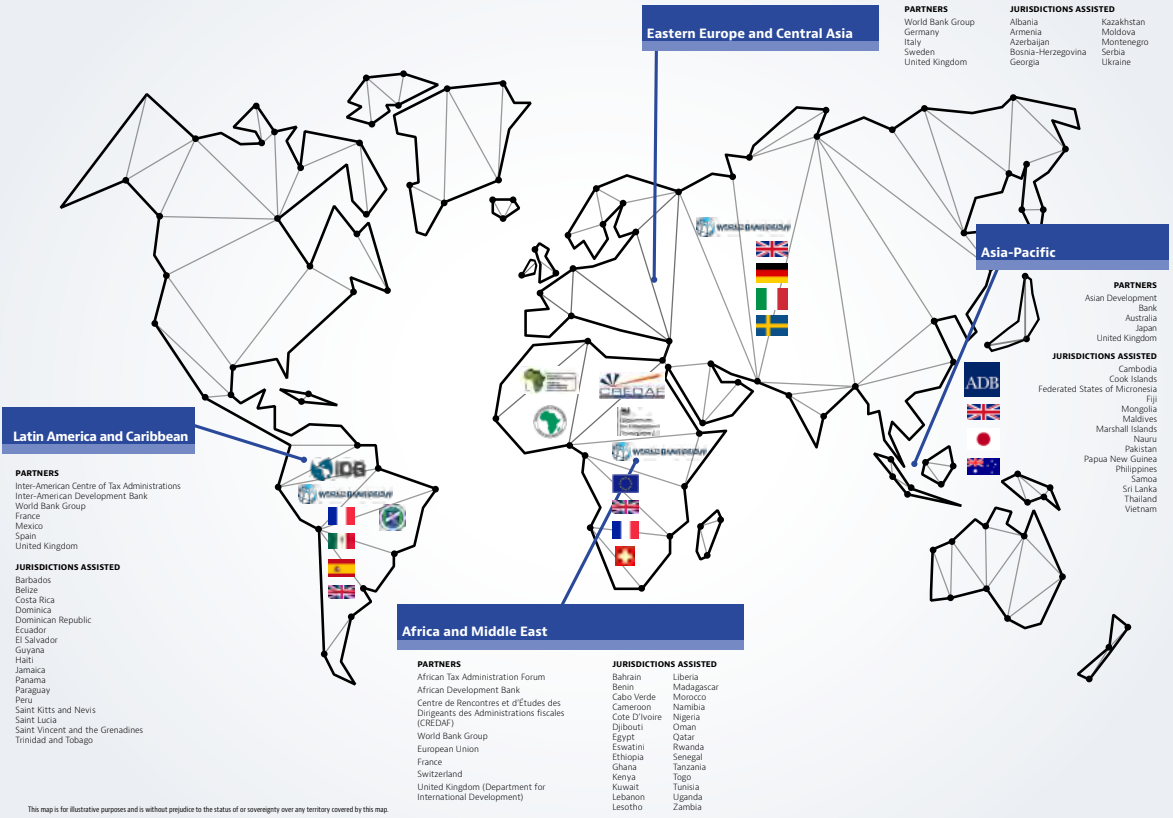 Eastern Europe and Central Asia
PARTNERS
World Bank Group
Germany
Italy
Sweden
United Kingdom
JURISDICTIONS ASSISTED
Albania
Armenia
Azerbaijan
Bosnia-Herzegovina
Georgia
Kazakhstan
Moldova
Montenegro
Serbia
Ukraine
WORLD BANK GROUP
Asia-Pacific
PARTNERS
Asian Development
Bank
Australia
Japan
United Kingdom
JURISDICTIONS ASSISTED
Cambodia
Cook Islands
Federated States of Micronesia
Fiji
Mongolia
Maldives
Marshall Islands
Nauru
Pakistan
Papua New Guinea
Philippines
Samoa
Sri Lanka
Thailand
Vietnam
ADB
CREDAF
WORLD BANK GROUP
Latin America and Caribbean
IDB
WORLD BANK GROUP
PARTNERS
Inter-American Centre of Tax Administrations
Inter-American Development Bank
World Bank Group
France
Mexico
Spain
United Kingdom
JURISDICTIONS ASSISTED
Barbados
Belize
Costa Rica
Dominica
Dominican Republic
Ecuador
El Salvador
Guyana
Haiti
Jamaica
Panama
Paraguay
Peru
Saint Kitts and Nevis
Saint Lucia
Saint Vincent and the Grenadines
Trinidad and Tobago
Africa and Middle East
PARTNERS
African Tax Administration Forum
African Development Bank
Centre de Rencontres et d'Études des
Dirigeants des Administrations fiscales
(CREDAF)
World Bank Group
European Union
France
Switzerland
United Kingdom (Department for
International Development)
JURISDICTIONS ASSISTED
Bahrain
Benin
Cabo Verde
Cameroon
Cote D'Ivoire
Djibouti
Egypt
Eswatini
Ethiopia
Ghana
Kenya
Kuwait
Lebanon
Lesotho
Liberia
Madagascar
Morocco
Namibia
Nigeria
Oman
Qatar
Rwanda
Senegal
Tanzania
Togo
Tunisia
Uganda
Zambia
This map is for illustrative purposes and is without prejudice to the status of or sovereignty over any territory covered by this map.